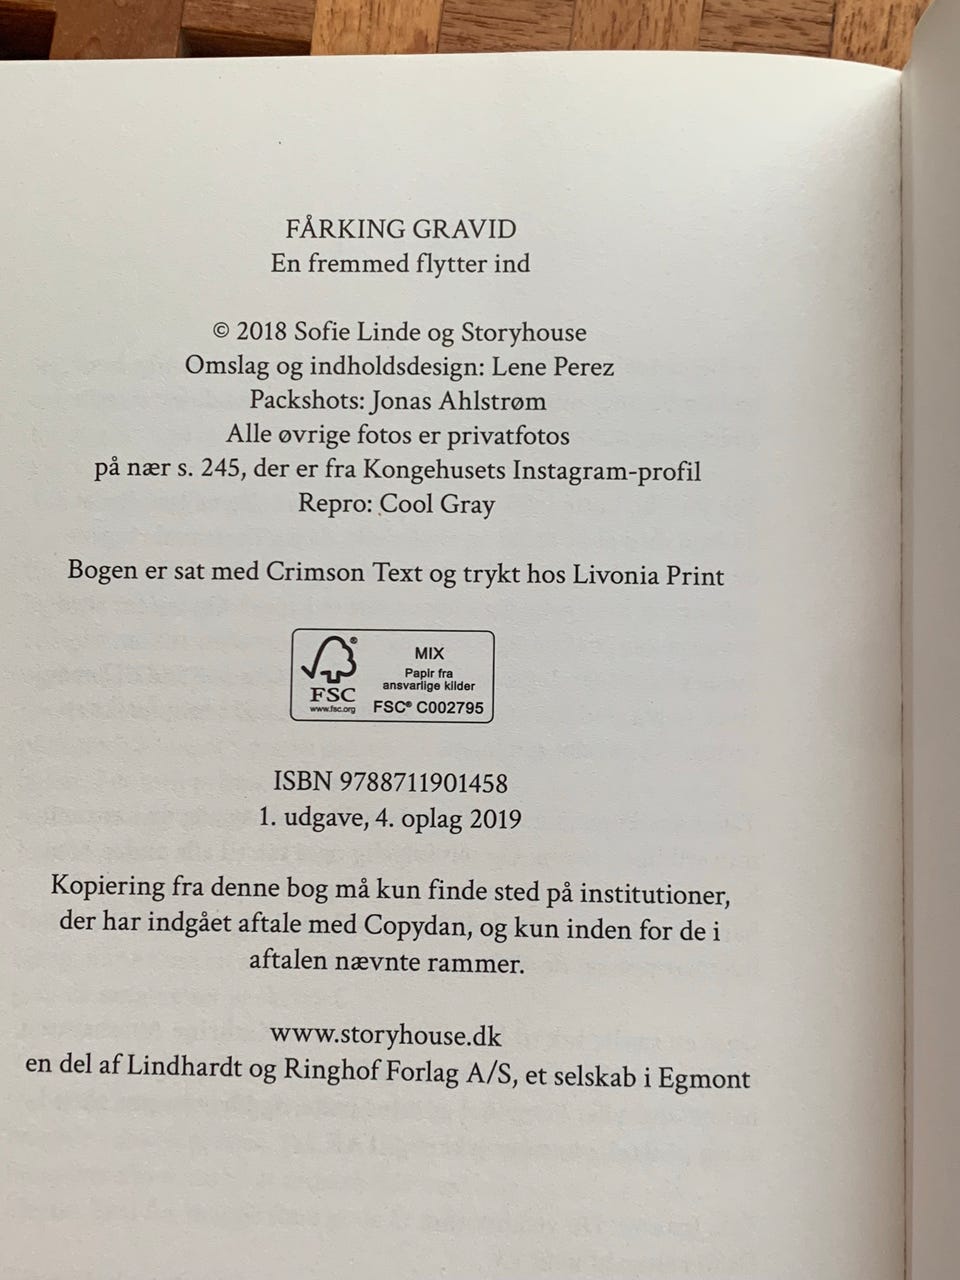 FÅRKING GRAVID
En fremmed flytter ind
© 2018 Sofie Linde og Storyhouse
Omslag og indholdsdesign: Lene Perez
Packshots: Jonas Ahlstrøm
Alle øvrige fotos er privatfotos
på nær s. 245, der er fra Kongehusets Instagram-profil
Repro: Cool Gray
Bogen er sat med Crimson Text og trykt hos Livonia Print
FSC
www.fsc.org
MIX
Papir fra
ansvarlige kilder
FSC® C002795
ISBN 9788711901458
1. udgave, 4. oplag 2019
Kopiering fra denne bog må kun finde sted på institutioner,
der har indgået aftale med Copydan, og kun inden for de i
aftalen nævnte rammer.
www.storyhouse.dk
en del af Lindhardt og Ringhof Forlag A/S, et selskab i Egmont